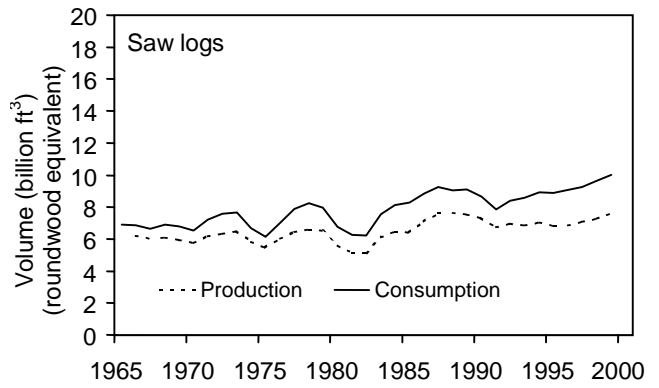 20
18
16
14
12
10
8
6
4
2
0
Volume (billion ft³)
(roundwood equivalent)
Saw logs
Production
Consumption
1965 1970 1975 1980 1985 1990 1995 2000